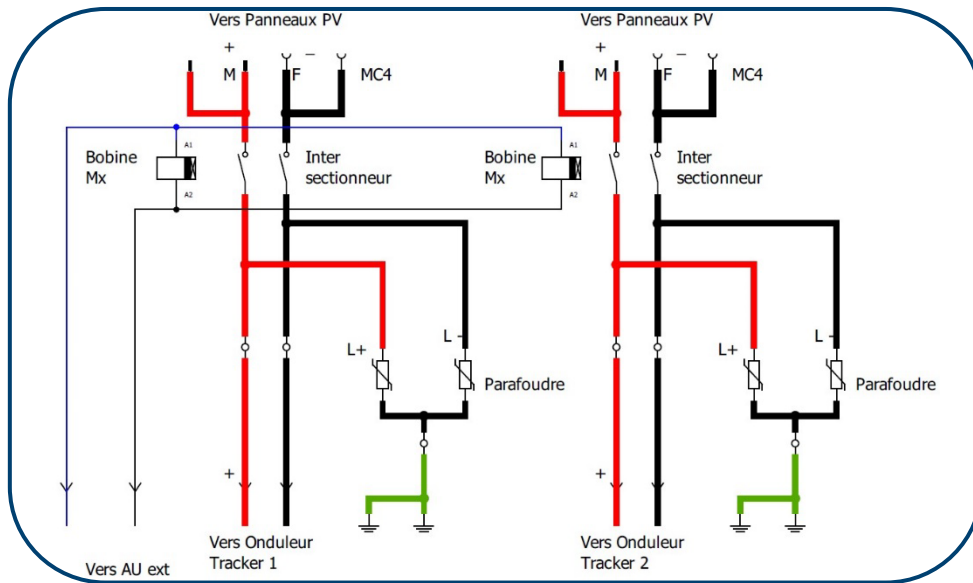 Vers Panneaux PV
+
–
M
F
MC4
Bobine
Mx
A1
A2
Inter
sectionneur
L+
L -
Parafoudre
+
Vers Onduleur
Tracker 1
Vers AU ext
Vers Panneaux PV
+
–
M
F
MC4
Bobine
Mx
A1
A2
Inter
sectionneur
L+
L -
Parafoudre
+
Vers Onduleur
Tracker 2